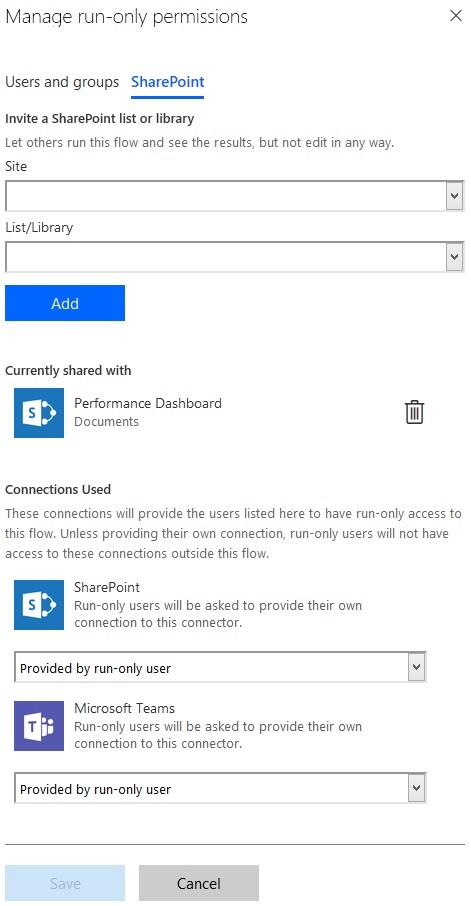 Manage run-only permissions
Users and groups SharePoint
Invite a SharePoint list or library
Let others run this flow and see the results, but not edit in any way.
Site
List/Library
Add
Currently shared with
S
Performance Dashboard
Documents
Connections Used
These connections will provide the users listed here to have run-only access to
this flow. Unless providing their own connection, run-only users will not have
access to these connections outside this flow.
S
SharePoint
Run-only users will be asked to provide their own
connection to this connector.
Provided by run-only user
T
Microsoft Teams
Run-only users will be asked to provide their own
connection to this connector.
Provided by run-only user
Save Cancel